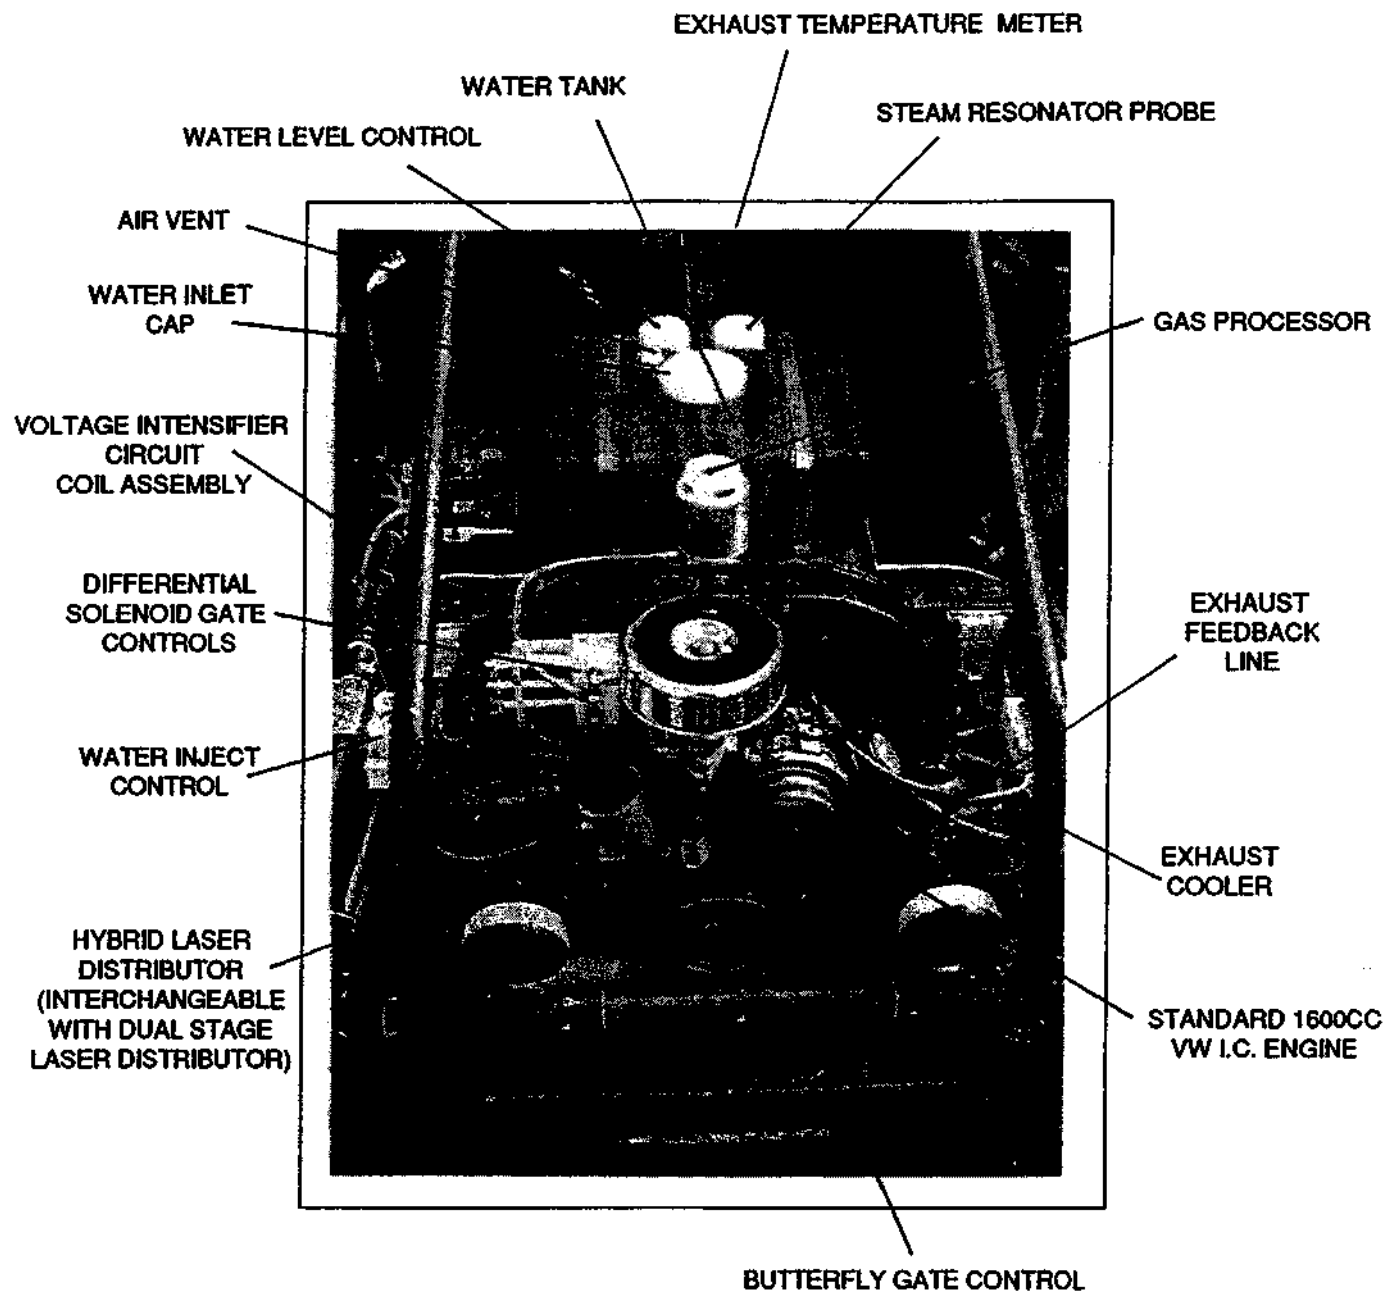 EXHAUST TEMPERATURE METER
WATER TANK
STEAM RESONATOR PROBE
WATER LEVEL CONTROL
AIR VENT
WATER INLET
CAP
GAS PROCESSOR
VOLTAGE INTENSIFIER
CIRCUIT
COIL ASSEMBLY
DIFFERENTIAL
SOLENOID GATE
CONTROLS
EXHAUST
FEEDBACK
LINE
WATER INJECT
CONTROL
EXHAUST
COOLER
HYBRID LASER
DISTRIBUTOR
(INTERCHANGEABLE
WITH DUAL STAGE
LASER DISTRIBUTOR)
STANDARD 1600CC
VW I.C. ENGINE
BUTTERFLY GATE CONTROL